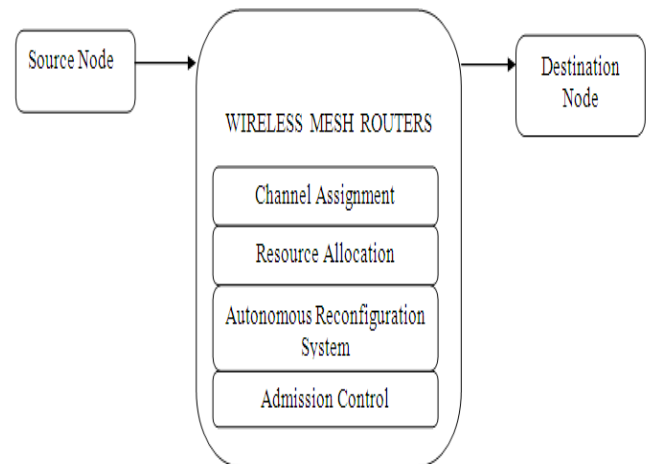 Source Node
WIRELESS MESH ROUTERS
Channel Assignment
Resource Allocation
Autonomous Reconfiguration
System
Admission Control
Destination
Node